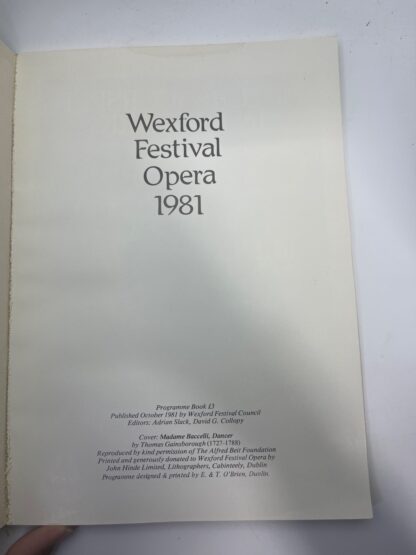 Wexford
Festival
Opera
1981
Programme Book £3
Published October 1981 by Wexford Festival Council
Editors: Adrian Slack, David G. Collopy
Cover: Madame Baccelli, Dancer
by Thomas Gainsborough (1727-1788)
Reproduced by kind permission of The Alfred Beit Foundation
Printed and generously donated to Wexford Festival Opera by
John Hinde Limited, Lithographers, Cabinteely, Dublin
Programme designed & printed by E. & T. O'Brien, Dublin.